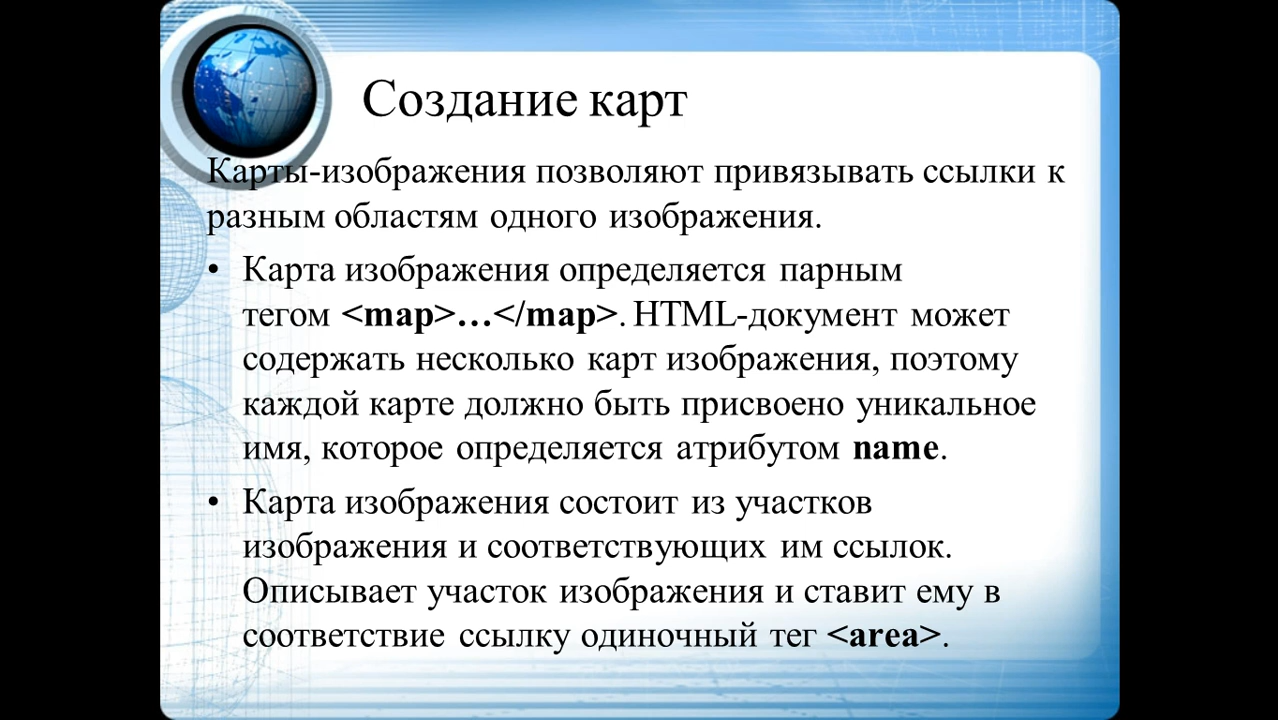 Создание карт
Карты-изображения позволяют привязывать ссылки к
разным областям одного изображения.
• Карта изображения определяется парным
тегом <map>…</map>. HTML-документ может
содержать несколько карт изображения, поэтому
каждой карте должно быть присвоено уникальное
имя, которое определяется атрибутом name.
• Карта изображения состоит из участков
изображения и соответствующих им ссылок.
Описывает участок изображения и ставит ему в
соответствие ссылку одиночный тег <area>.